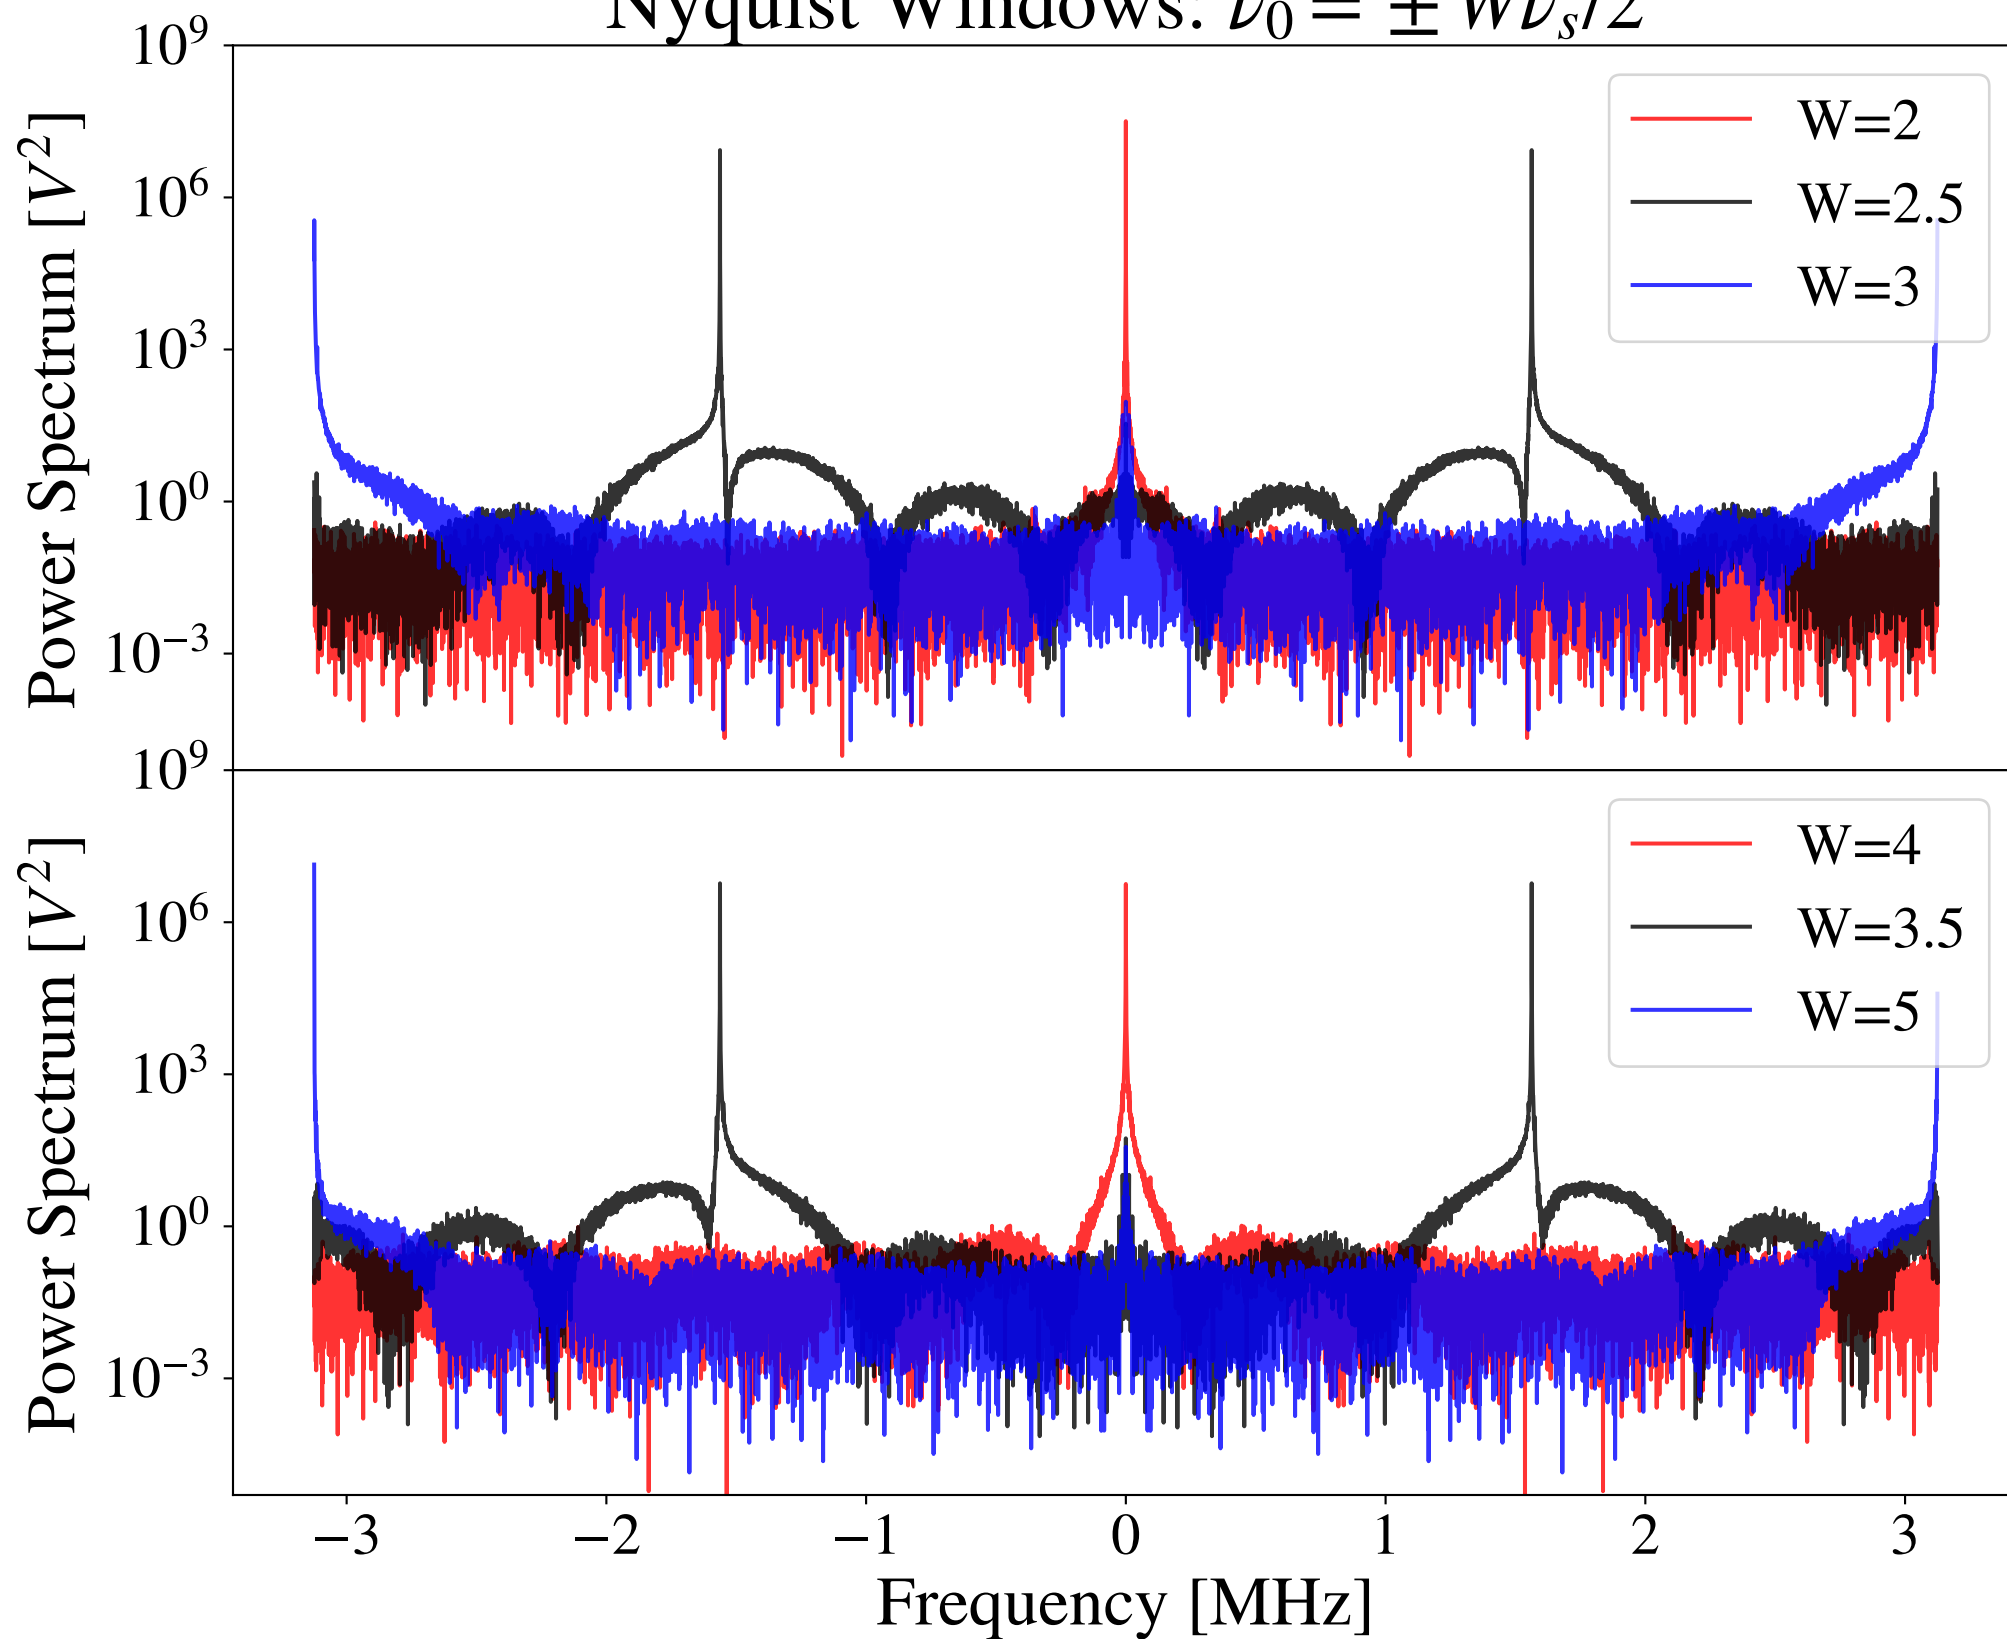 Nyquist Windows: ν₀ = ± Wνₛ/2
10⁹
10⁶
10³
10⁰
10⁻³
Power Spectrum [V²]
W=2
W=2.5
W=3
10⁹
10⁶
10³
10⁰
10⁻³
Power Spectrum [V²]
W=4
W=3.5
W=5
−3 −2 −1 0 1 2 3
Frequency [MHz]